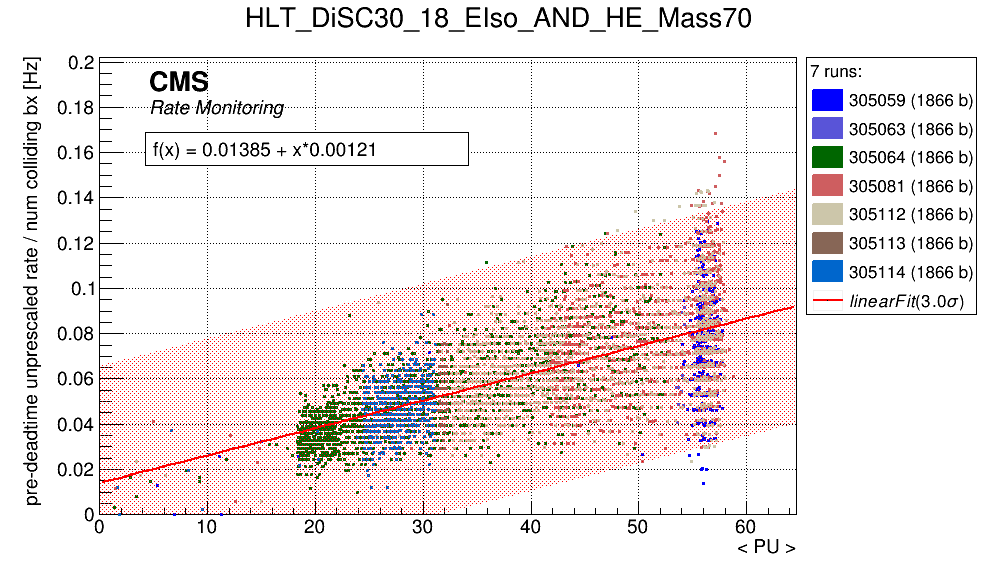 HLT_DiSC30_18_EIso_AND_HE_Mass70
pre-deadtime unprescaled rate / num colliding bx [Hz]
0.2
0.18
0.16
0.14
0.12
0.1
0.08
0.06
0.04
0.02
0
CMS
Rate Monitoring
f(x) = 0.01385 + x*0.00121
0 10 20 30 40 50 60
< PU >
7 runs:
305059 (1866 b)
305063 (1866 b)
305064 (1866 b)
305081 (1866 b)
305112 (1866 b)
305113 (1866 b)
305114 (1866 b)
linearFit(3.0σ)